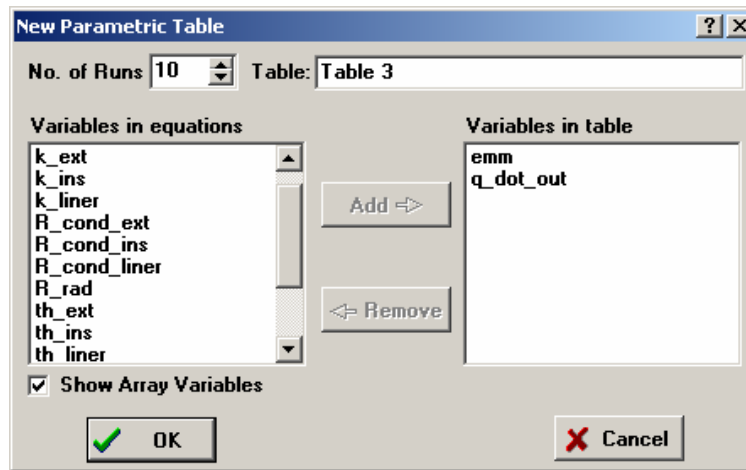 New Parametric Table
No. of Runs 10 Table: Table 3
Variables in equations
k_ext
k_ins
k_liner
R_cond_ext
R_cond_ins
R_cond_liner
R_rad
th_ext
th_ins
th_liner
Show Array Variables
Add
Remove
Variables in table
emm
q_dot_out
OK
Cancel